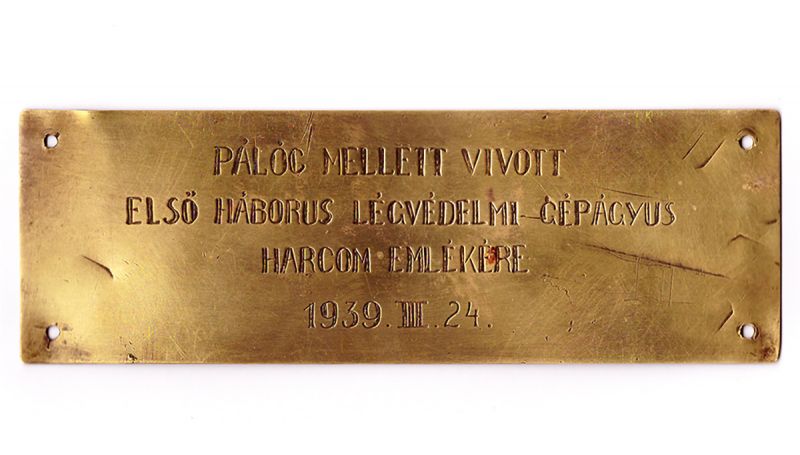 PÁLÓC MELLETT VIVOTT
ELSŐ HÁBORUS LÉGVÉDELMI GÉPÁGYUS
HARCOM EMLÉKÉRE
1939.III.24.